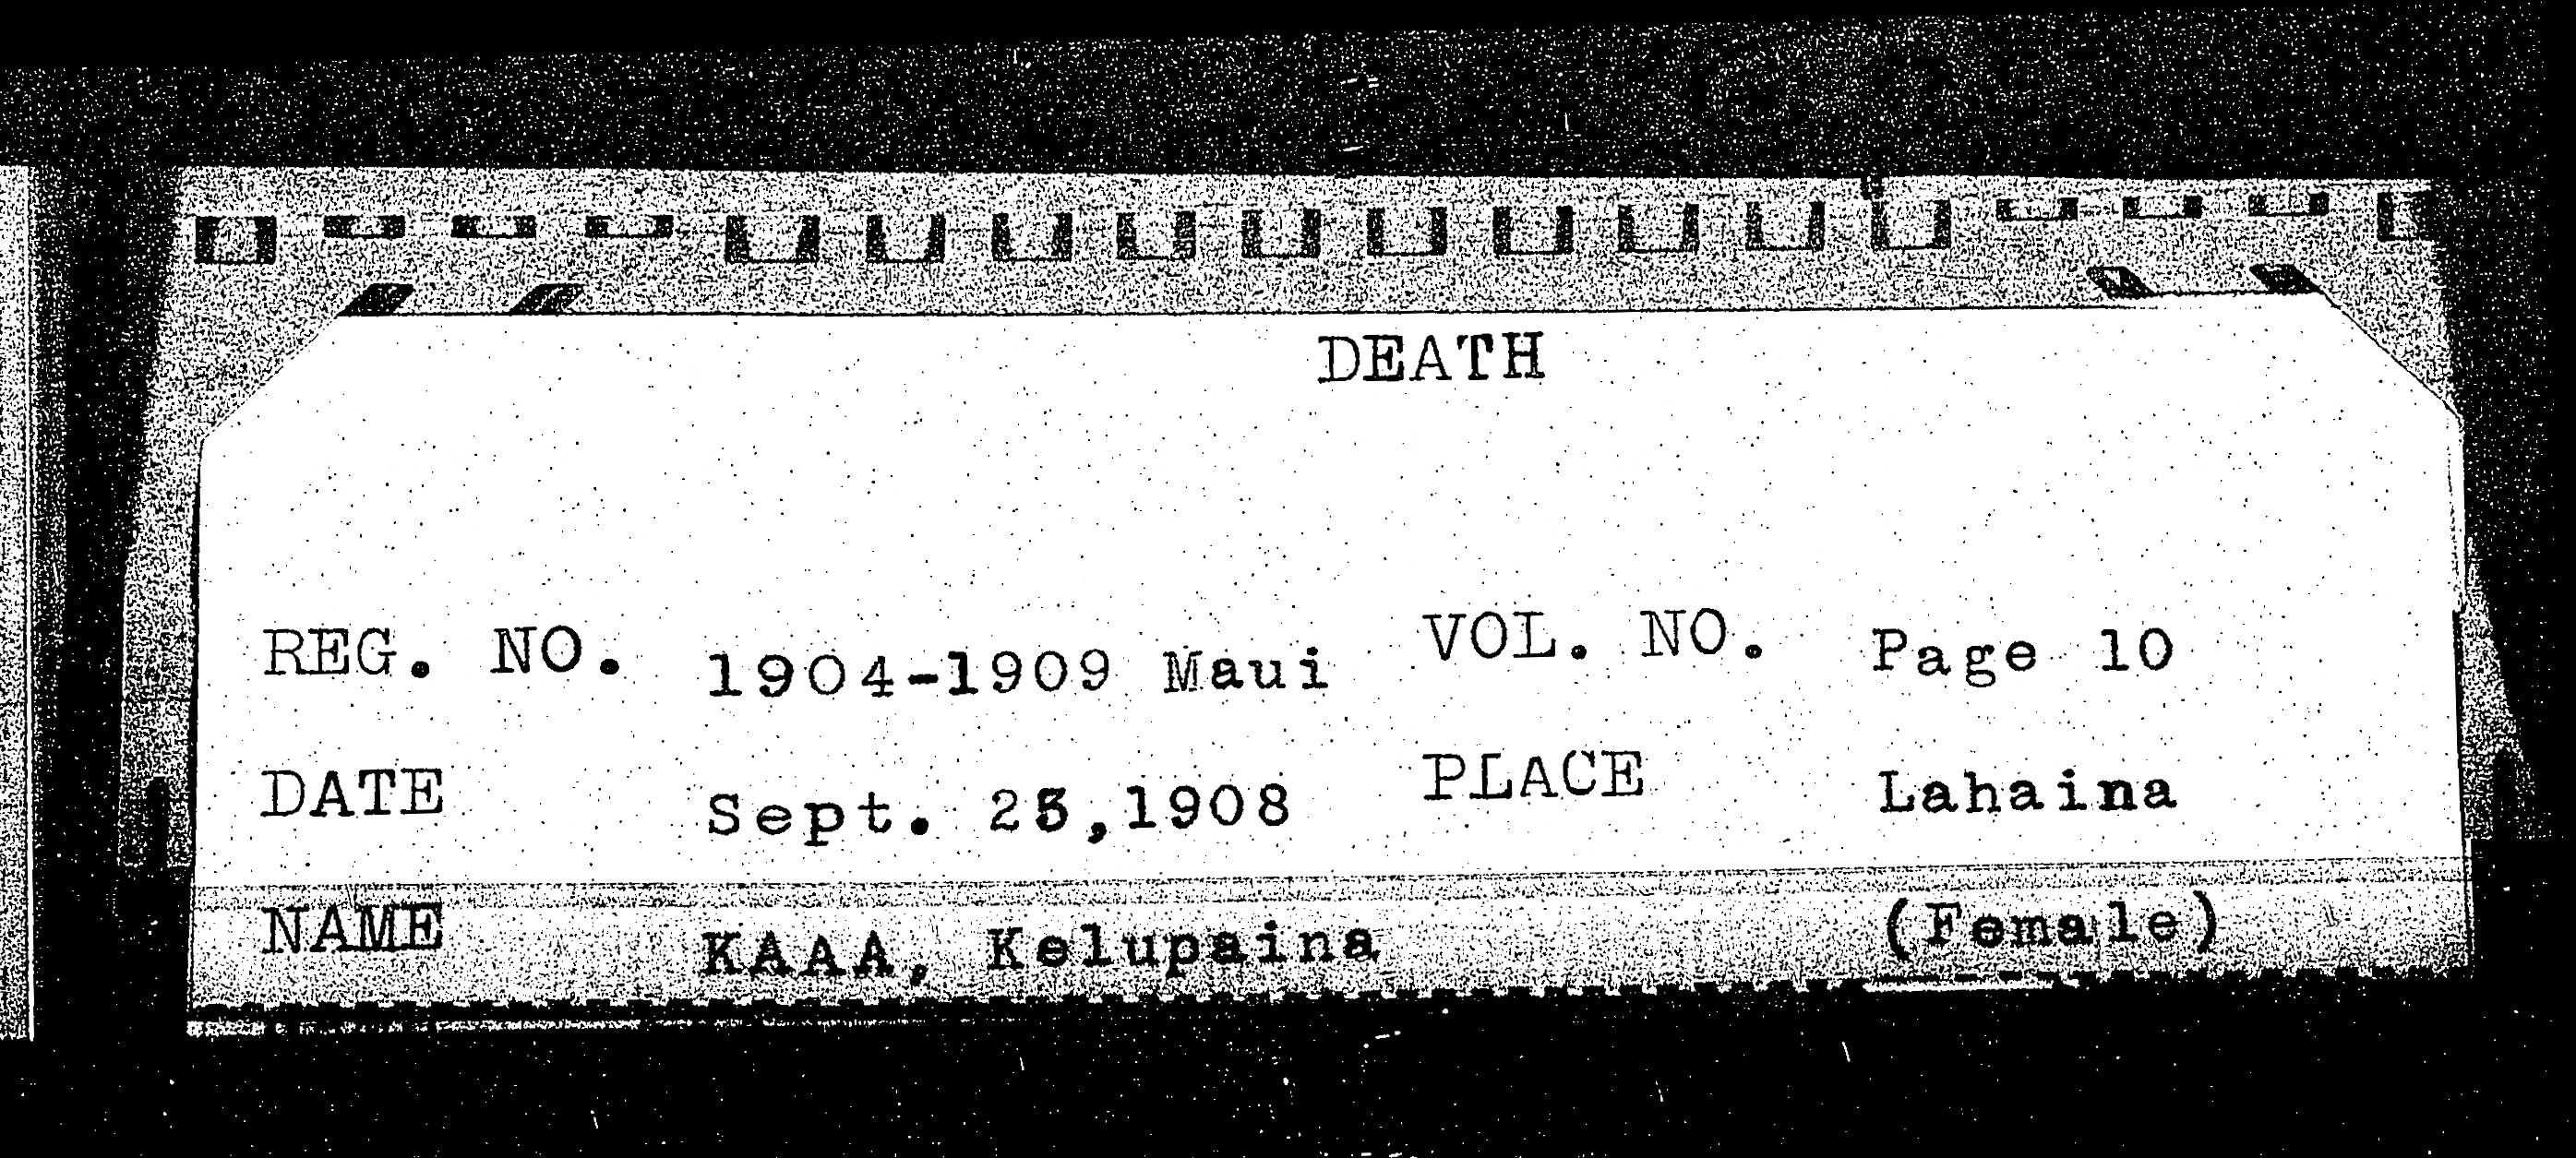 DEATH
REG. NO. 1904-1909 Maui VOL. NO. Page 10
DATE Sept. ,1908 PLACE Lahaina
NAME KAAA, Kelupaina (Female)